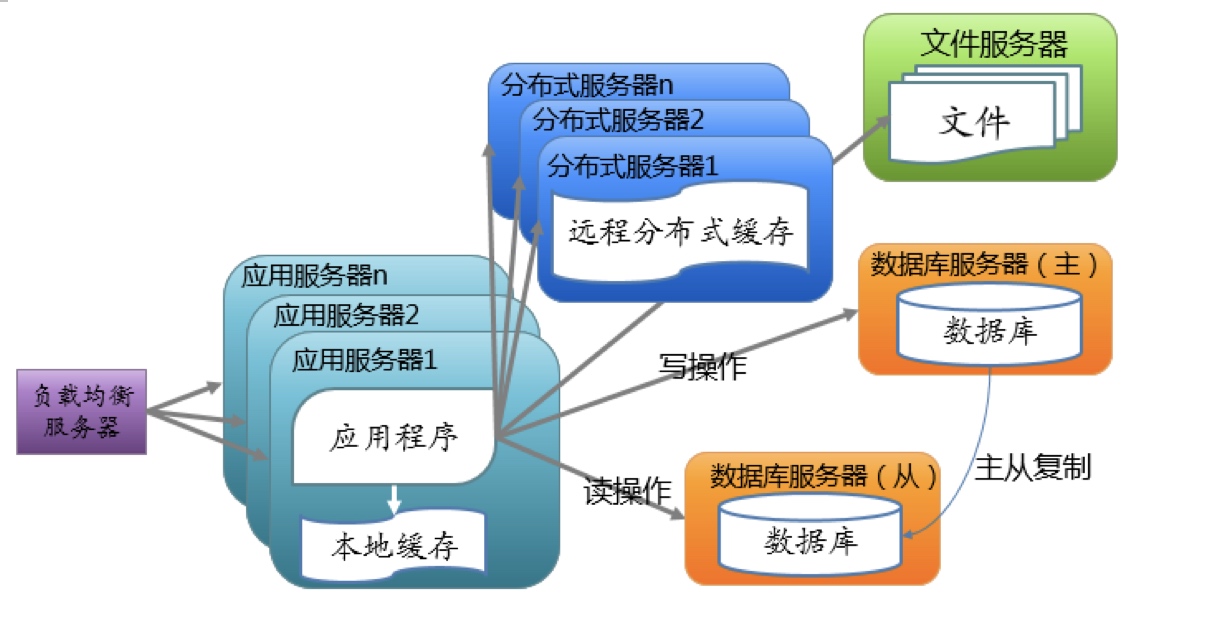 文件服务器
文件
分布式服务器n
分布式服务器2
分布式服务器1
远程分布式缓存
应用服务器n
应用服务器2
应用服务器1
应用程序
本地缓存
负载均衡
服务器
数据库服务器（主）
数据库
写操作
读操作
数据库服务器（从）
数据库
主从复制